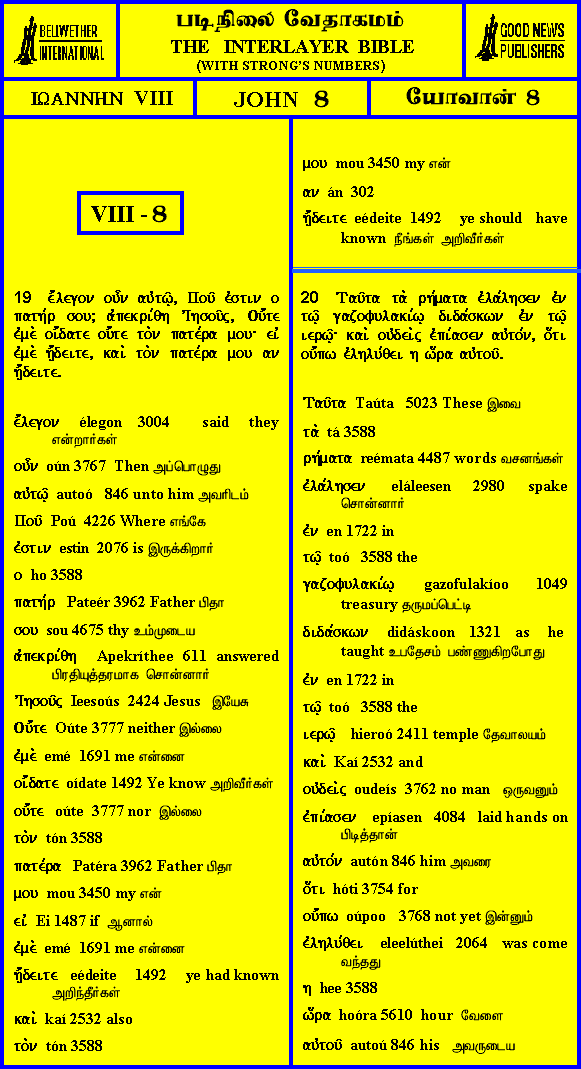 BELLWETHER
INTERNATIONAL
படிநிலை வேதாகமம்
THE INTERLAYER BIBLE
(WITH STRONG'S NUMBERS)
GOOD NEWS
PUBLISHERS
ΙΩΑΝΝΗΝ VIII
JOHN 8
யோவான் 8
VIII - 8
19 ἔλεγον οὖν αὐτῷ, Ποῦ ἐστιν ο
πατήρ σου; ἀπεκρίθη Ἰησοῦς, Οὔτε
ἐμὲ οἴδατε οὔτε τὸν πατέρα μου· εἰ
ἐμὲ ᾔδειτε, καὶ τὸν πατέρα μου αν
ᾔδειτε.
ἔλεγον élegon 3004 said they
என்றார்கள்
οὖν oún 3767 Then அப்பொழுது
αὐτῷ autoó 846 unto him அவரிடம்
Ποῦ Poú 4226 Where எங்கே
ἐστιν estin 2076 is இருக்கிறார்
ο ho 3588
πατήρ Pateér 3962 Father பிதா
σου sou 4675 thy உம்முடைய
ἀπεκρίθη Apekríthee 611 answered
பிரதியுத்தரமாக சொன்னார்
Ἰησοῦς Ieesoús 2424 Jesus இயேசு
Οὔτε Oúte 3777 neither இல்லை
ἐμὲ emé 1691 me என்னை
οἴδατε oídate 1492 Ye know அறிவீர்கள்
οὔτε oúte 3777 nor இல்லை
τὸν tón 3588
πατέρα Patéra 3962 Father பிதா
μου mou 3450 my என்
εἰ Ei 1487 if ஆனால்
ἐμὲ emé 1691 me என்னை
ᾔδειτε eédeite 1492 ye had known
அறிந்தீர்கள்
καὶ kaí 2532 also
τὸν tón 3588
μου mou 3450 my என்
αν án 302
ᾔδειτε eédeite 1492 ye should have
known நீங்கள் அறிவீர்கள்
20 Ταῦτα τὰ ρήματα ἐλάλησεν ἐν
τῷ γαζοφυλακίῳ διδάσκων ἐν τῷ
ιερῷ· καὶ οὐδεὶς ἐπίασεν αὐτόν, ὅτι
οὔπω ἐληλύθει η ὥρα αὐτοῦ.
Ταῦτα Taúta 5023 These இவை
τὰ tá 3588
ρήματα reémata 4487 words வசனங்கள்
ἐλάλησεν eláleesen 2980 spake
சொன்னார்
ἐν en 1722 in
τῷ toó 3588 the
γαζοφυλακίῳ gazofulakíoo 1049
treasury தருமப்பெட்டி
διδάσκων didáskoon 1321 as he
taught உபதேசம் பண்ணுகிறபோது
ἐν en 1722 in
τῷ toó 3588 the
ιερῷ hieroó 2411 temple தேவாலயம்
καὶ Kaí 2532 and
οὐδεὶς oudeís 3762 no man ஒருவனும்
ἐπίασεν epíasen 4084 laid hands on
பிடித்தான்
αὐτόν autón 846 him அவரை
ὅτι hóti 3754 for
οὔπω oúpoo 3768 not yet இன்னும்
ἐληλύθει eleelúthei 2064 was come
வந்தது
η hee 3588
ὥρα hoóra 5610 hour வேளை
αὐτοῦ autoú 846 his அவருடைய